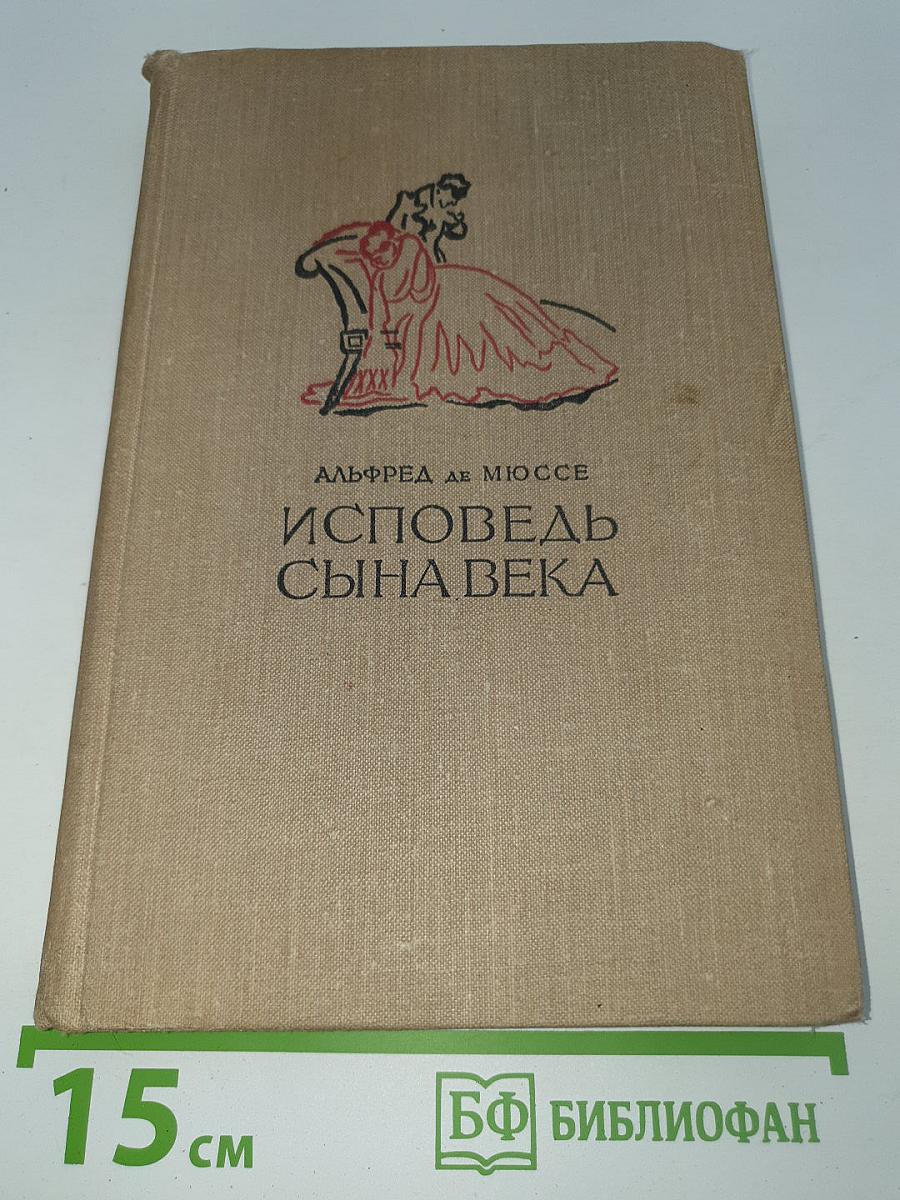 АЛЬФРЕД ДЕ МЮССЕ
ИСПОВЕДЬ
СЫНА ВЕКА
15 см
БФ БИБЛИОФАН